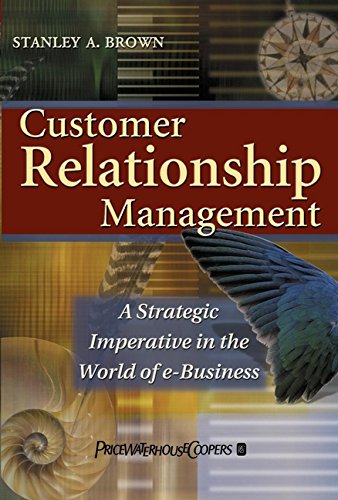 STANLEY A. BROWN
Customer
Relationship
Management
A Strategic
Imperative in the
World of e-Business
PRICEWATERHOUSECOOPERS